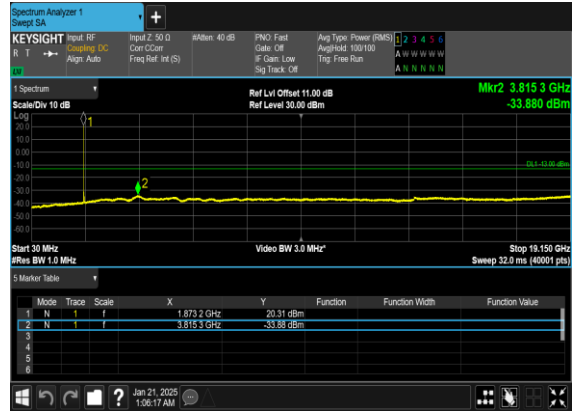 Spectrum Analyzer 1
Swept SA
+
KEYSIGHT Input: RF Input Z: 50 Ω #Atten: 40 dB PNO: Fast Avg Type: Power (RMS) 1 2 3 4 5 6
R T Coupling: DC Corr CCorr Gate: Off Avg|Hold: 100/100 A W W W W W
Align: Auto Freq Ref: Int (S) IF Gain: Low Trig: Free Run
Sig Track: Off A N N N N N
1 Spectrum Ref Lvl Offset 11.00 dB Mkr2 3.815 3 GHz
Scale/Div 10 dB Ref Level 30.00 dBm -33.880 dBm
Log
20.0
10.0
0.00
-10.0
-20.0
-30.0
-40.0
-50.0
-60.0
1
2
DL1 -13.00 dBm
Start 30 MHz Video BW 3.0 MHz* Stop 19.150 GHz
#Res BW 1.0 MHz Sweep 32.0 ms (40001 pts)
5 Marker Table
Mode Trace Scale X Y Function Function Width Function Value
1 N 1 f 1.873 2 GHz 20.31 dBm
2 N 1 f 3.815 3 GHz -33.88 dBm
3
4
5
6
? Jan 21, 2025
1:06:17 AM